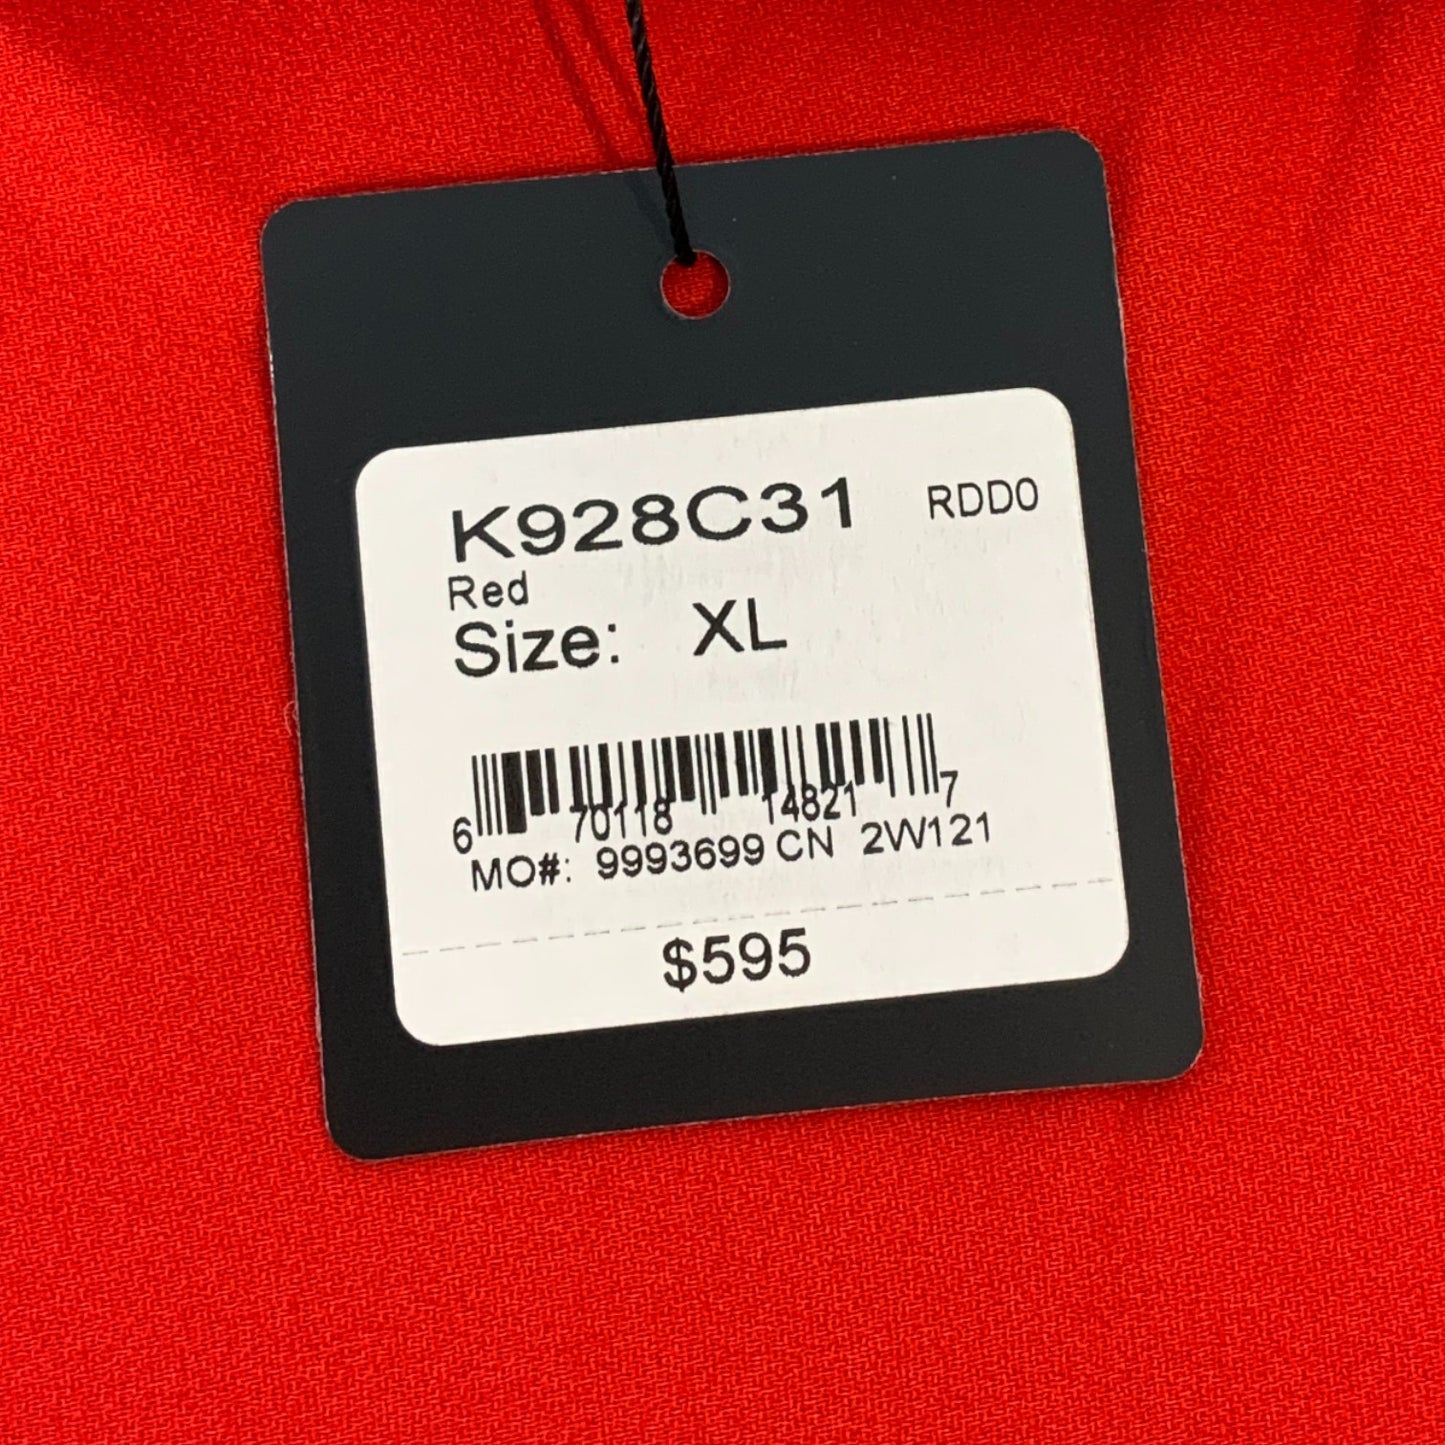 K928C31 RDD0
Red
Size: XL
6 70118 14821 7
MO#: 9993699 CN 2W121
$595